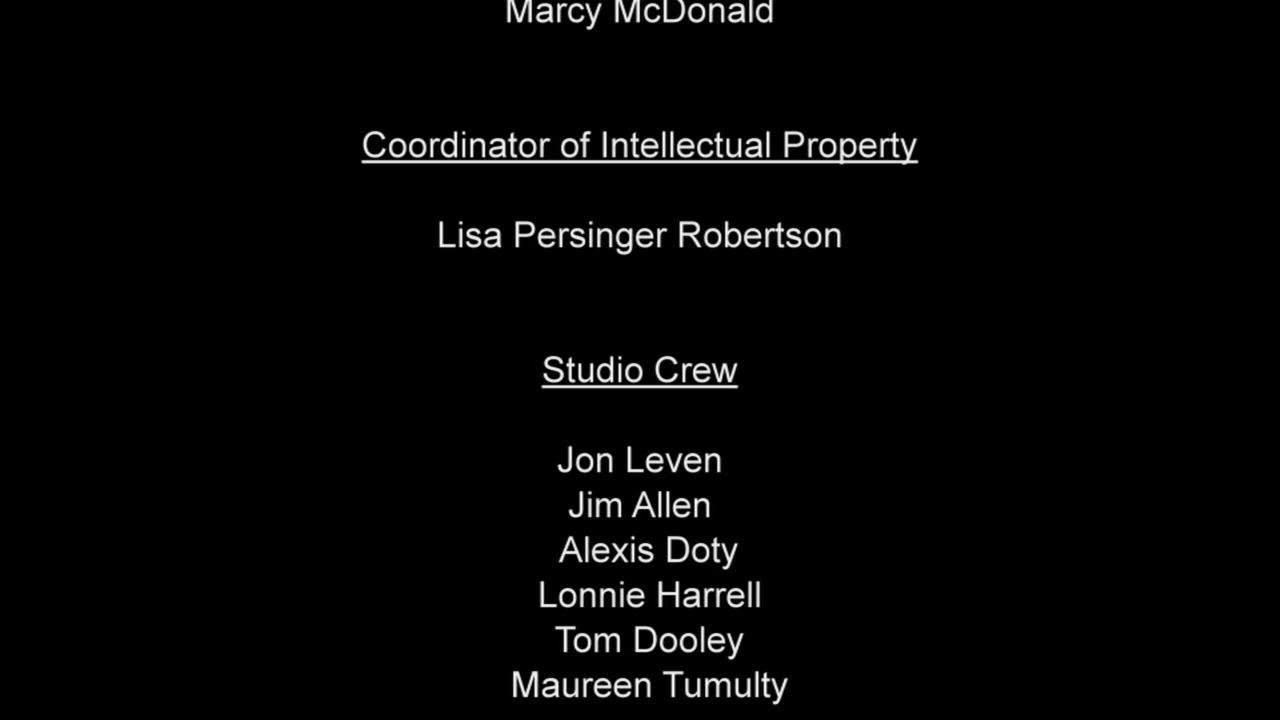 Marcy McDonald
Coordinator of Intellectual Property
Lisa Persinger Robertson
Studio Crew
Jon Leven
Jim Allen
Alexis Doty
Lonnie Harrell
Tom Dooley
Maureen Tumulty